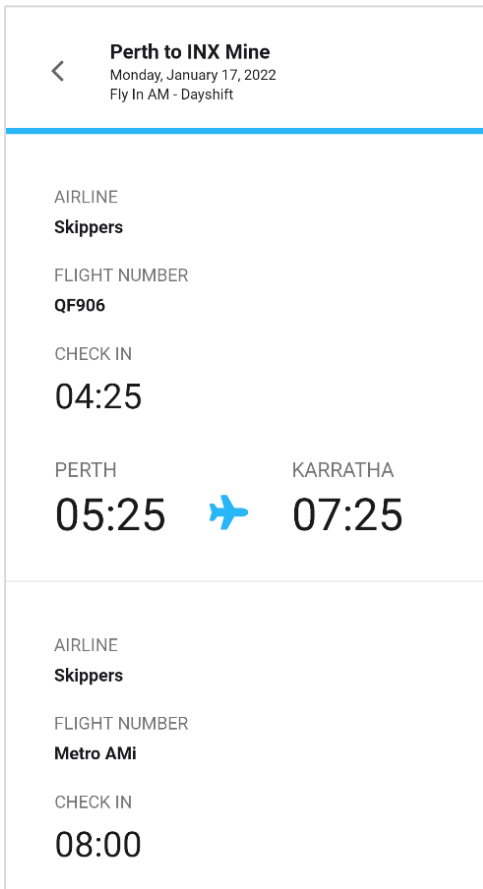 Perth to INX Mine
Monday, January 17, 2022
Fly In AM - Dayshift
AIRLINE
Skippers
FLIGHT NUMBER
QF906
CHECK IN
04:25
PERTH KARRATHA
05:25 07:25
AIRLINE
Skippers
FLIGHT NUMBER
Metro AMi
CHECK IN
08:00